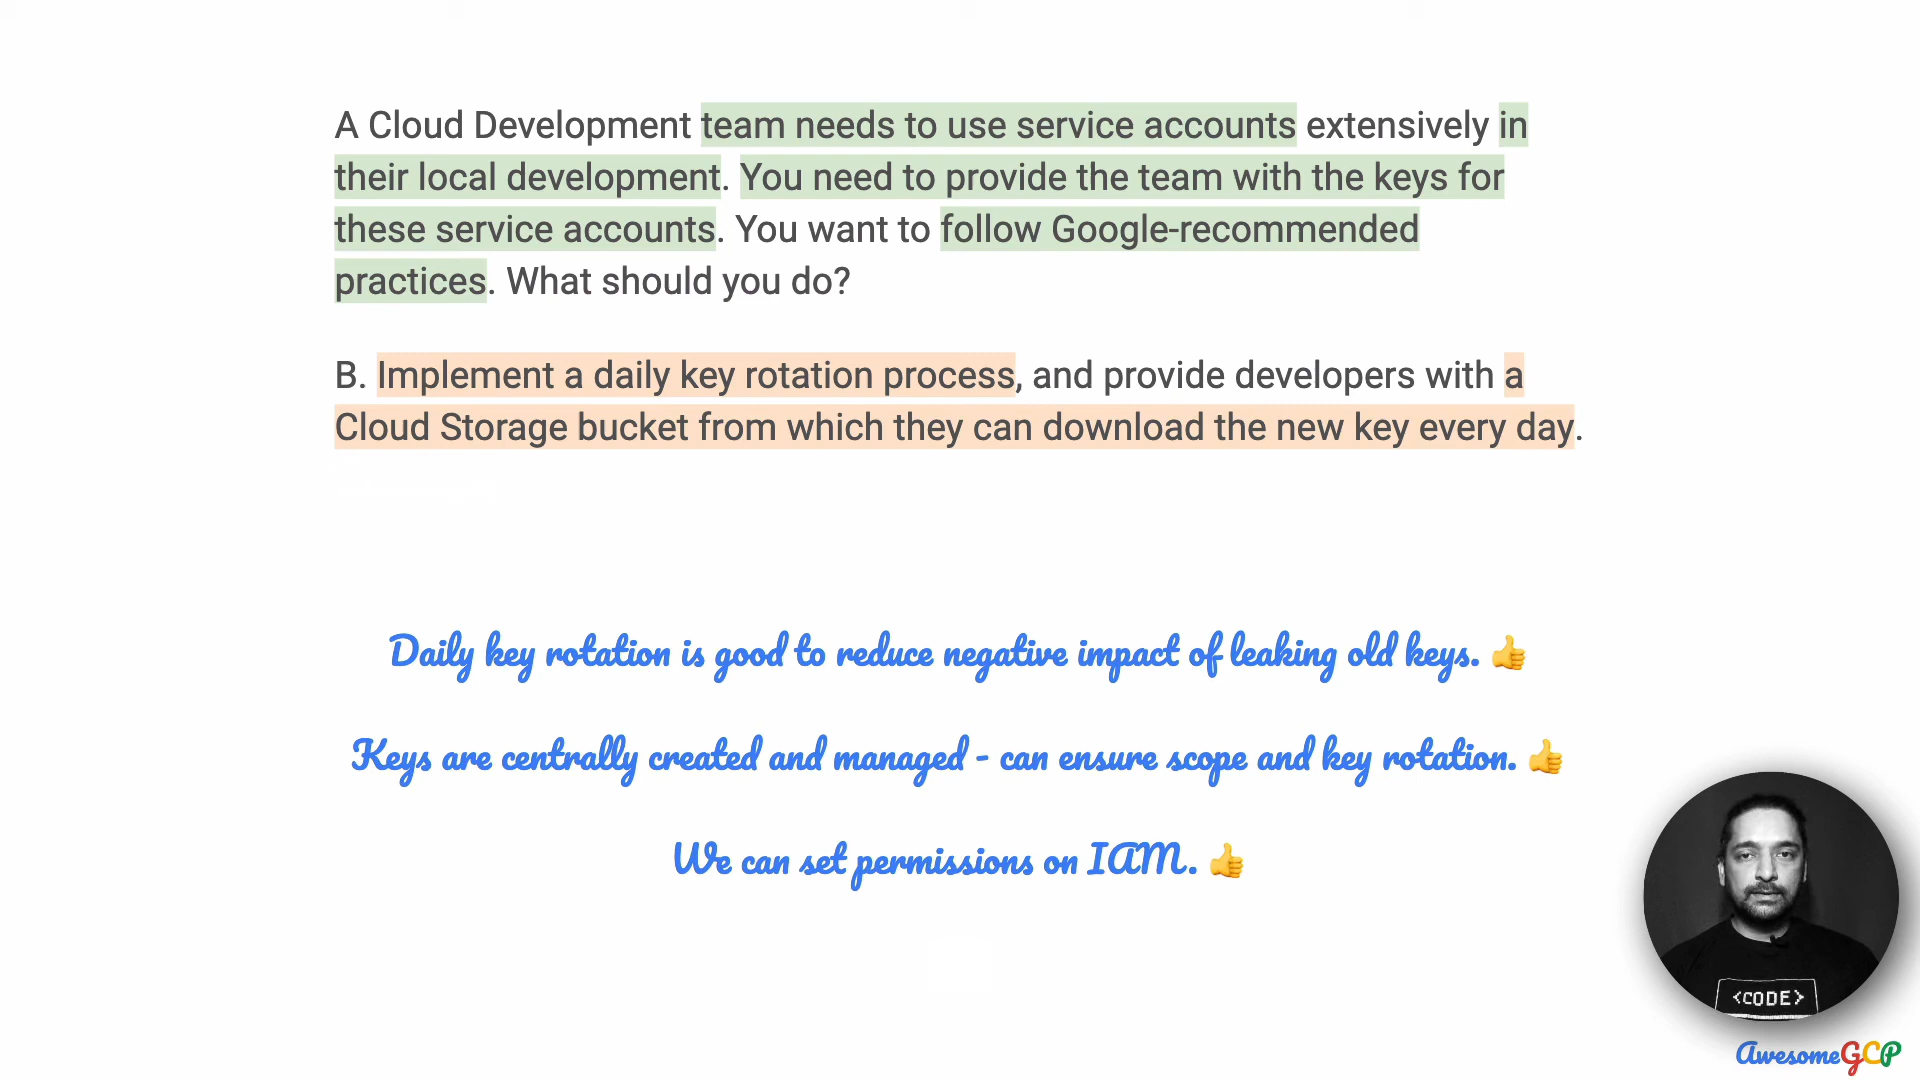 A Cloud Development team needs to use service accounts extensively in
their local development. You need to provide the team with the keys for
these service accounts. You want to follow Google-recommended
practices. What should you do?
B. Implement a daily key rotation process, and provide developers with a
Cloud Storage bucket from which they can download the new key every day.
Daily key rotation is good to reduce negative impact of leaking old keys. 👍
Keys are centrally created and managed - can ensure scope and key rotation. 👍
We can set permissions on IAM. 👍
<CODE>
AwesomeGCP